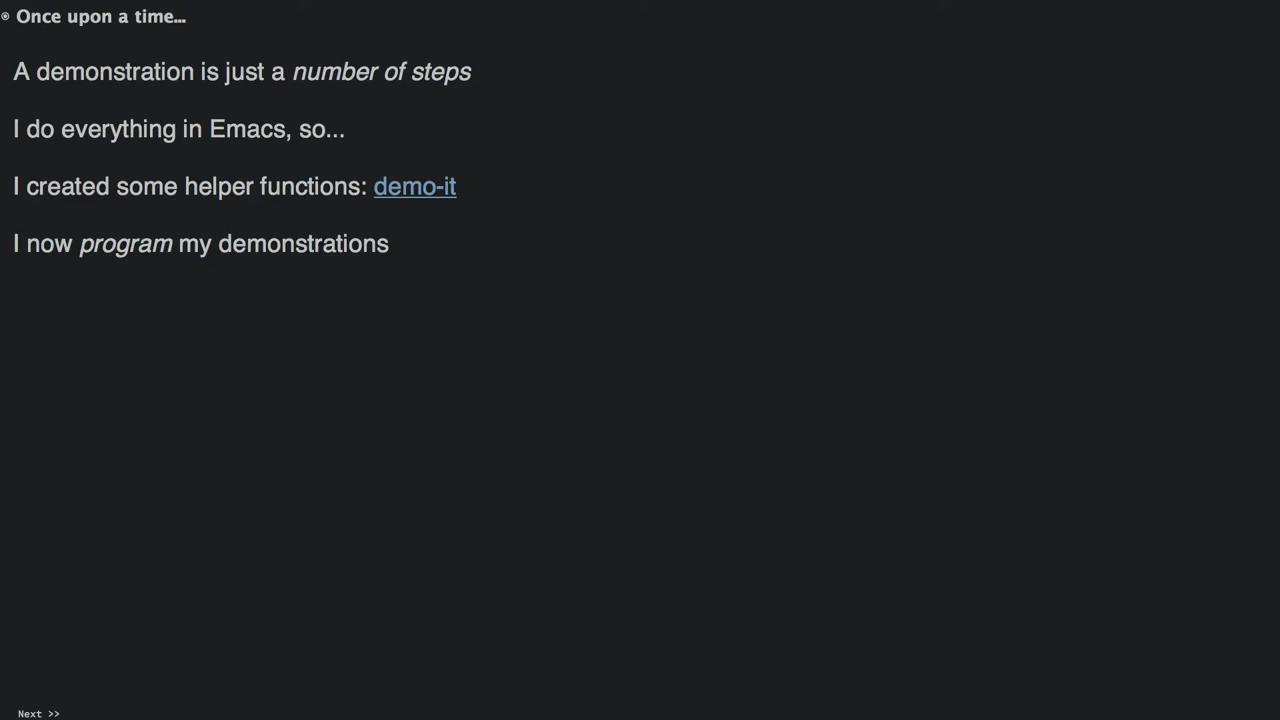 Once upon a time...
A demonstration is just a number of steps
I do everything in Emacs, so...
I created some helper functions: demo-it
I now program my demonstrations
Next >>